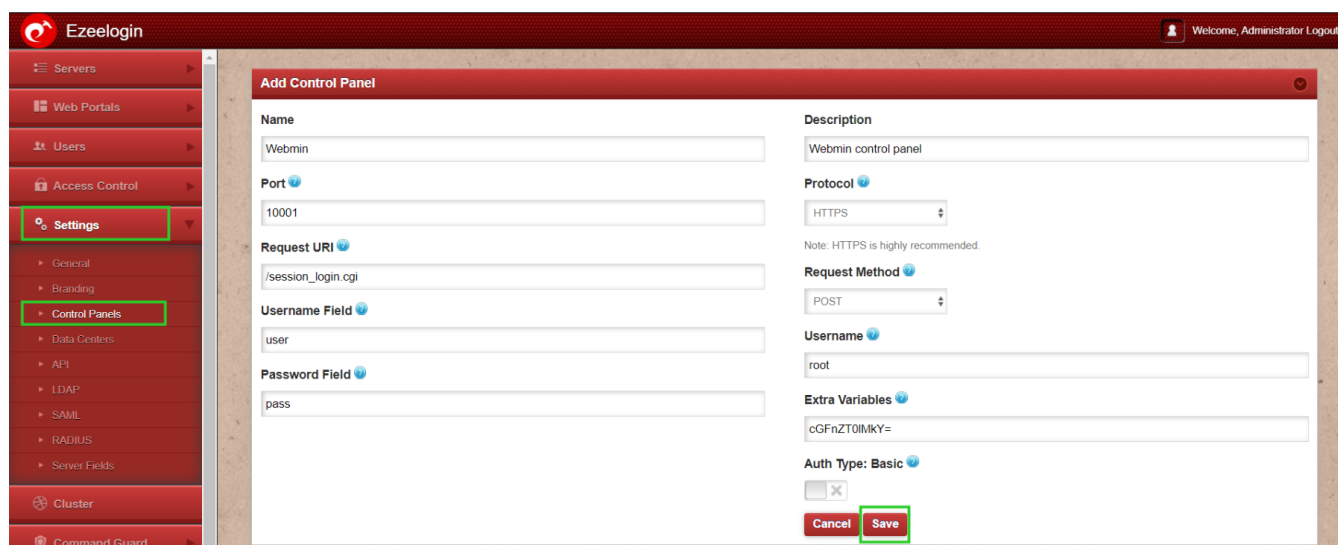 Ezeelogin
Welcome, Administrator Logout
Servers
Web Portals
Users
Access Control
Settings
General
Branding
Control Panels
Data Centers
API
LDAP
SAML
RADIUS
Server Fields
Cluster
Command Guard
Add Control Panel
Name
Webmin
Port
10001
Request URI
/session_login.cgi
Username Field
user
Password Field
pass
Description
Webmin control panel
Protocol
HTTPS
Note: HTTPS is highly recommended.
Request Method
POST
Username
root
Extra Variables
cGFnZT0lMkY=
Auth Type: Basic
Cancel
Save